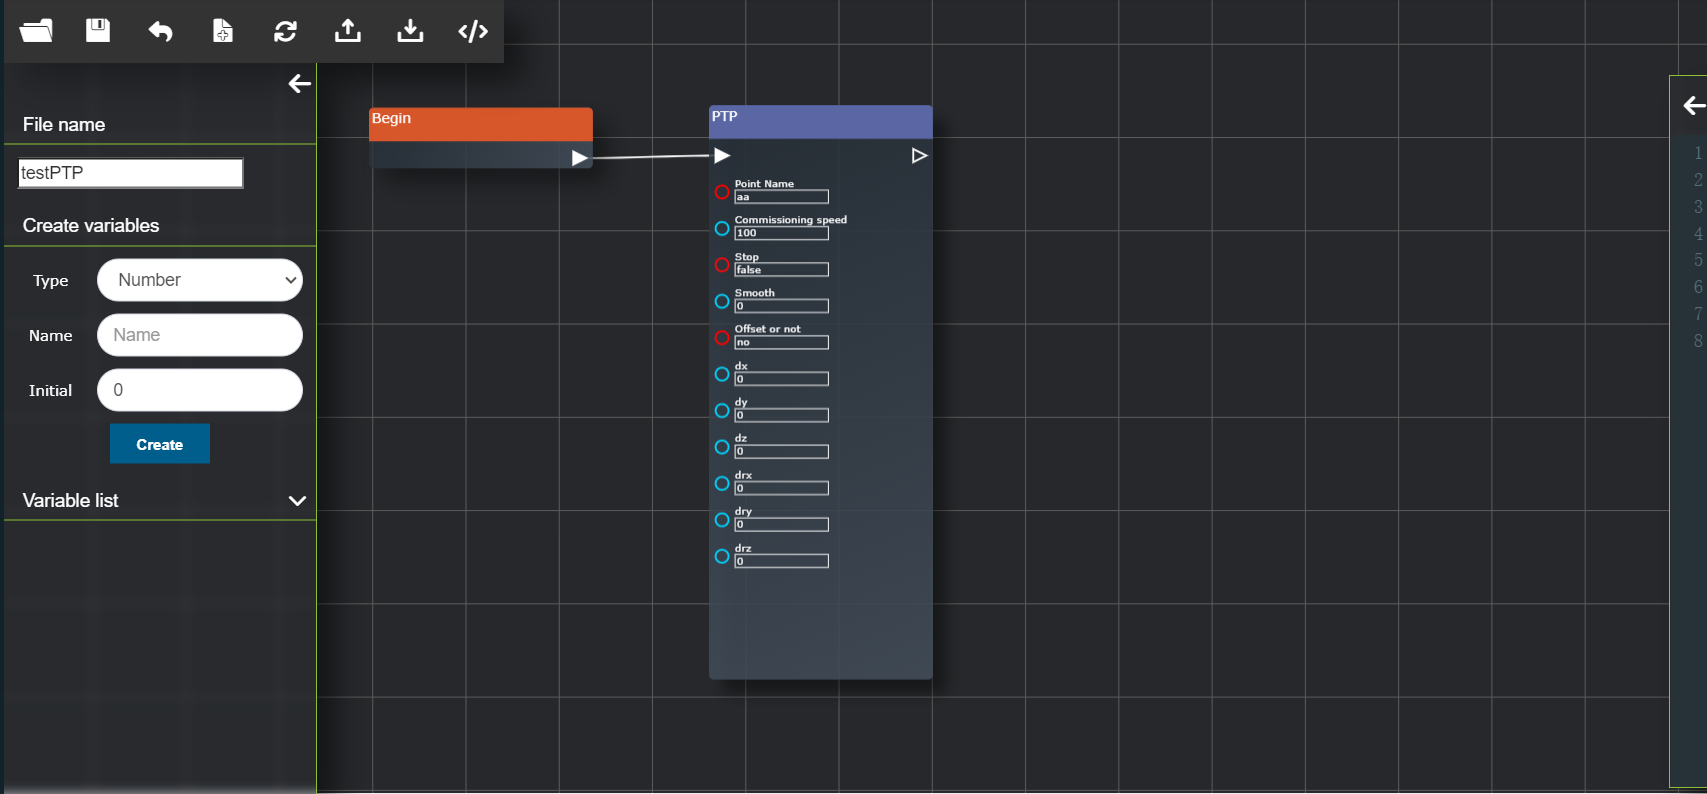 File name
testPTP
Create variables
Type
Number
Name
Name
Initial
0
Create
Variable list
Begin
PTP
Point Name
aa
Commissioning speed
100
Stop
false
Smooth
0
Offset or not
no
dx
0
dy
0
dz
0
drx
0
dry
0
drz
0
1
2
3
4
5
6
7
8